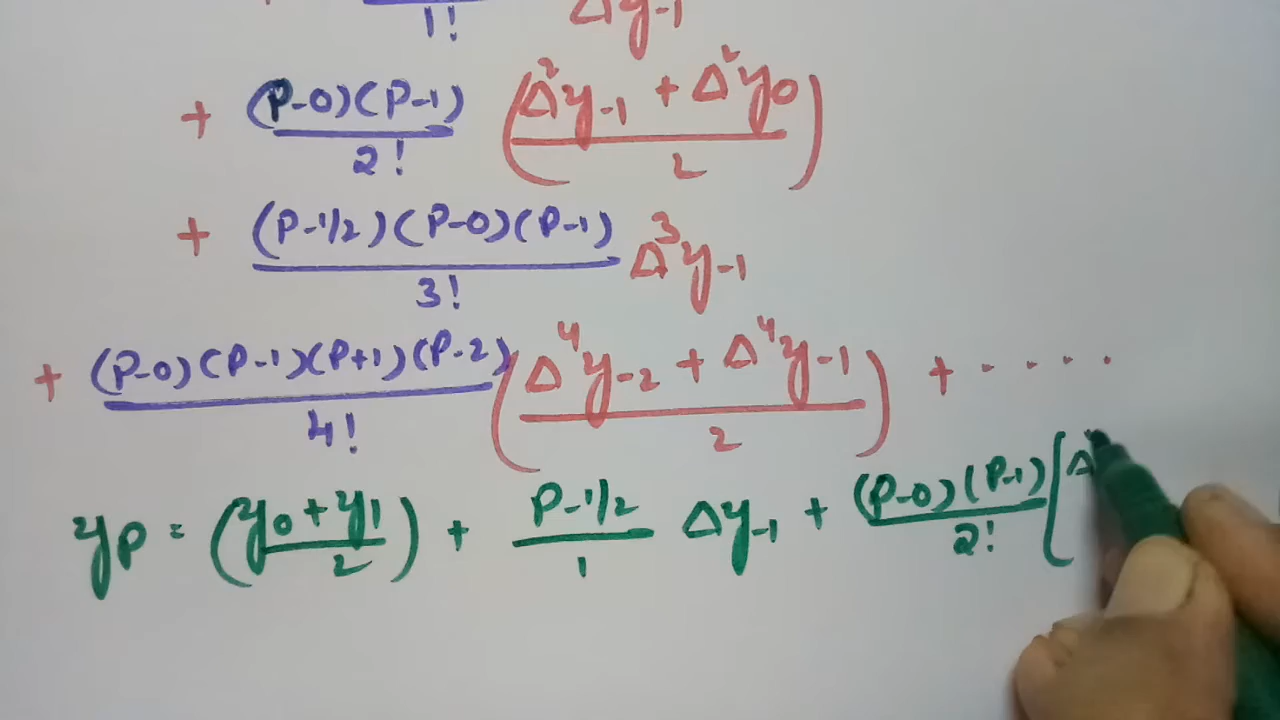 + 1! Δy-1
+ (P-0)(P-1) / 2! (Δ²y-1 + Δ²y0 / 2)
+ (P-1/2)(P-0)(P-1) / 3! Δ³y-1
+ (P-0)(P-1)(P+1)(P-2) / 4! (Δ⁴y-2 + Δ⁴y-1 / 2) + ....
yp = (y0 + y1 / 2) + P-1/2 / 1 Δy-1 + (P-0)(P-1) / 2! (Δ